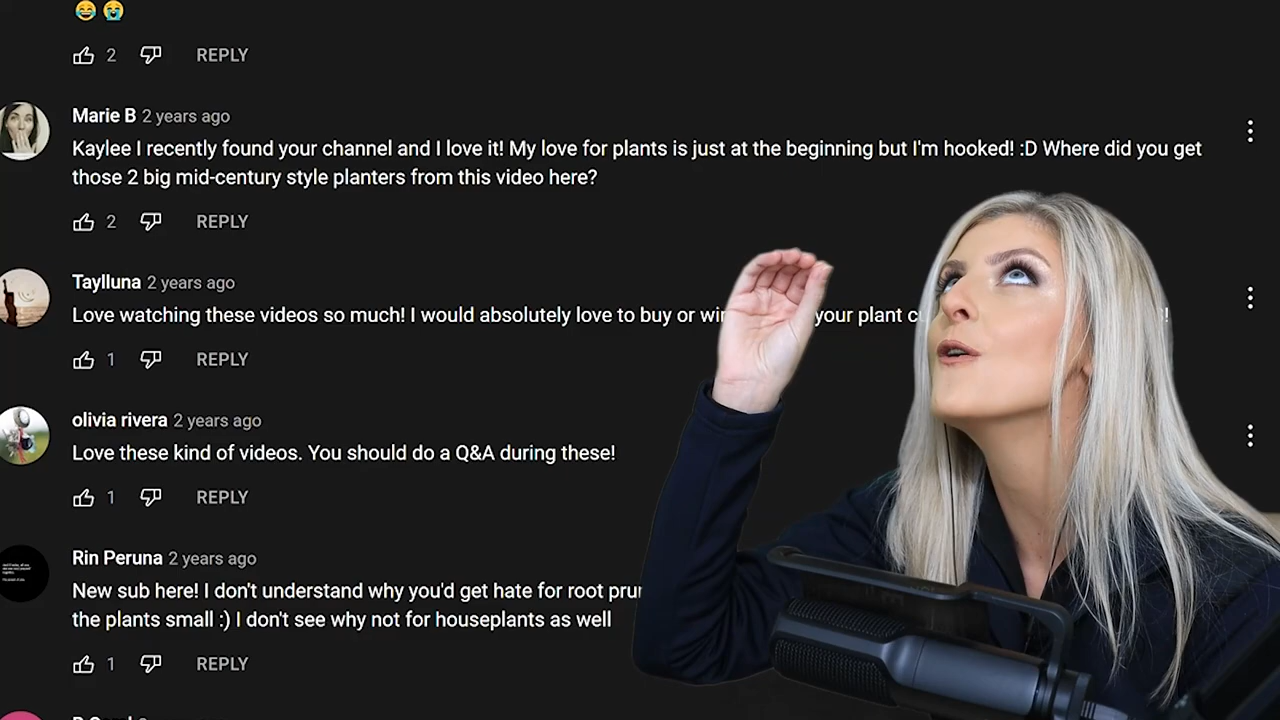 😂 😭
2 REPLY
Marie B 2 years ago
Kaylee I recently found your channel and I love it! My love for plants is just at the beginning but I'm hooked! :D Where did you get
those 2 big mid-century style planters from this video here?
2 REPLY
Taylluna 2 years ago
Love watching these videos so much! I would absolutely love to buy or your plant
1 REPLY
olivia rivera 2 years ago
Love these kind of videos. You should do a Q&A during these!
1 REPLY
Rin Peruna 2 years ago
New sub here! I don't understand why you'd get hate for root
the plants small :) I don't see why not for houseplants as well
1 REPLY